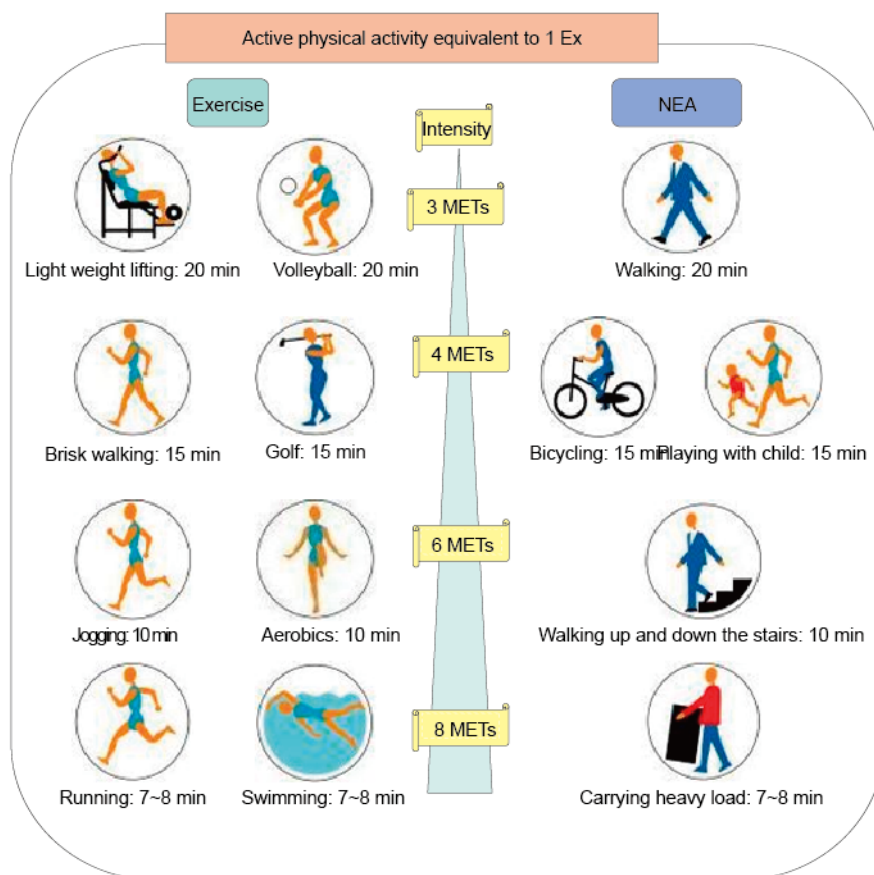 Active physical activity equivalent to 1 Ex
Exercise
Intensity
NEA
3 METs
Light weight lifting: 20 min
Volleyball: 20 min
Walking: 20 min
4 METs
Brisk walking: 15 min
Golf: 15 min
Bicycling: 15 min
Playing with child: 15 min
6 METs
Jogging: 10 min
Aerobics: 10 min
Walking up and down the stairs: 10 min
8 METs
Running: 7~8 min
Swimming: 7~8 min
Carrying heavy load: 7~8 min